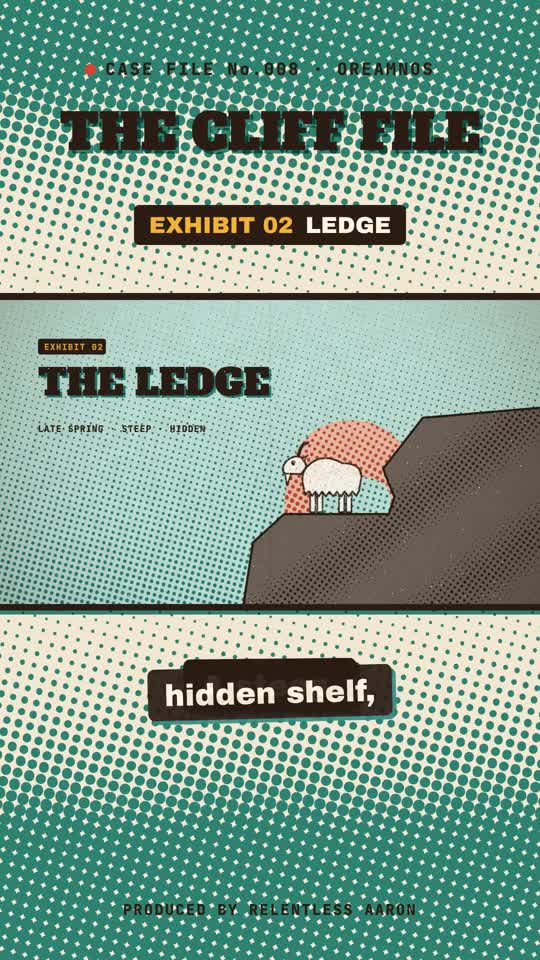 CASE FILE No.008 · OREAMNOS
THE CLIFF FILE
EXHIBIT 02 LEDGE
EXHIBIT 02
THE LEDGE
LATE SPRING · STEEP · HIDDEN
hidden shelf,
PRODUCED BY RELENTLESS AARON